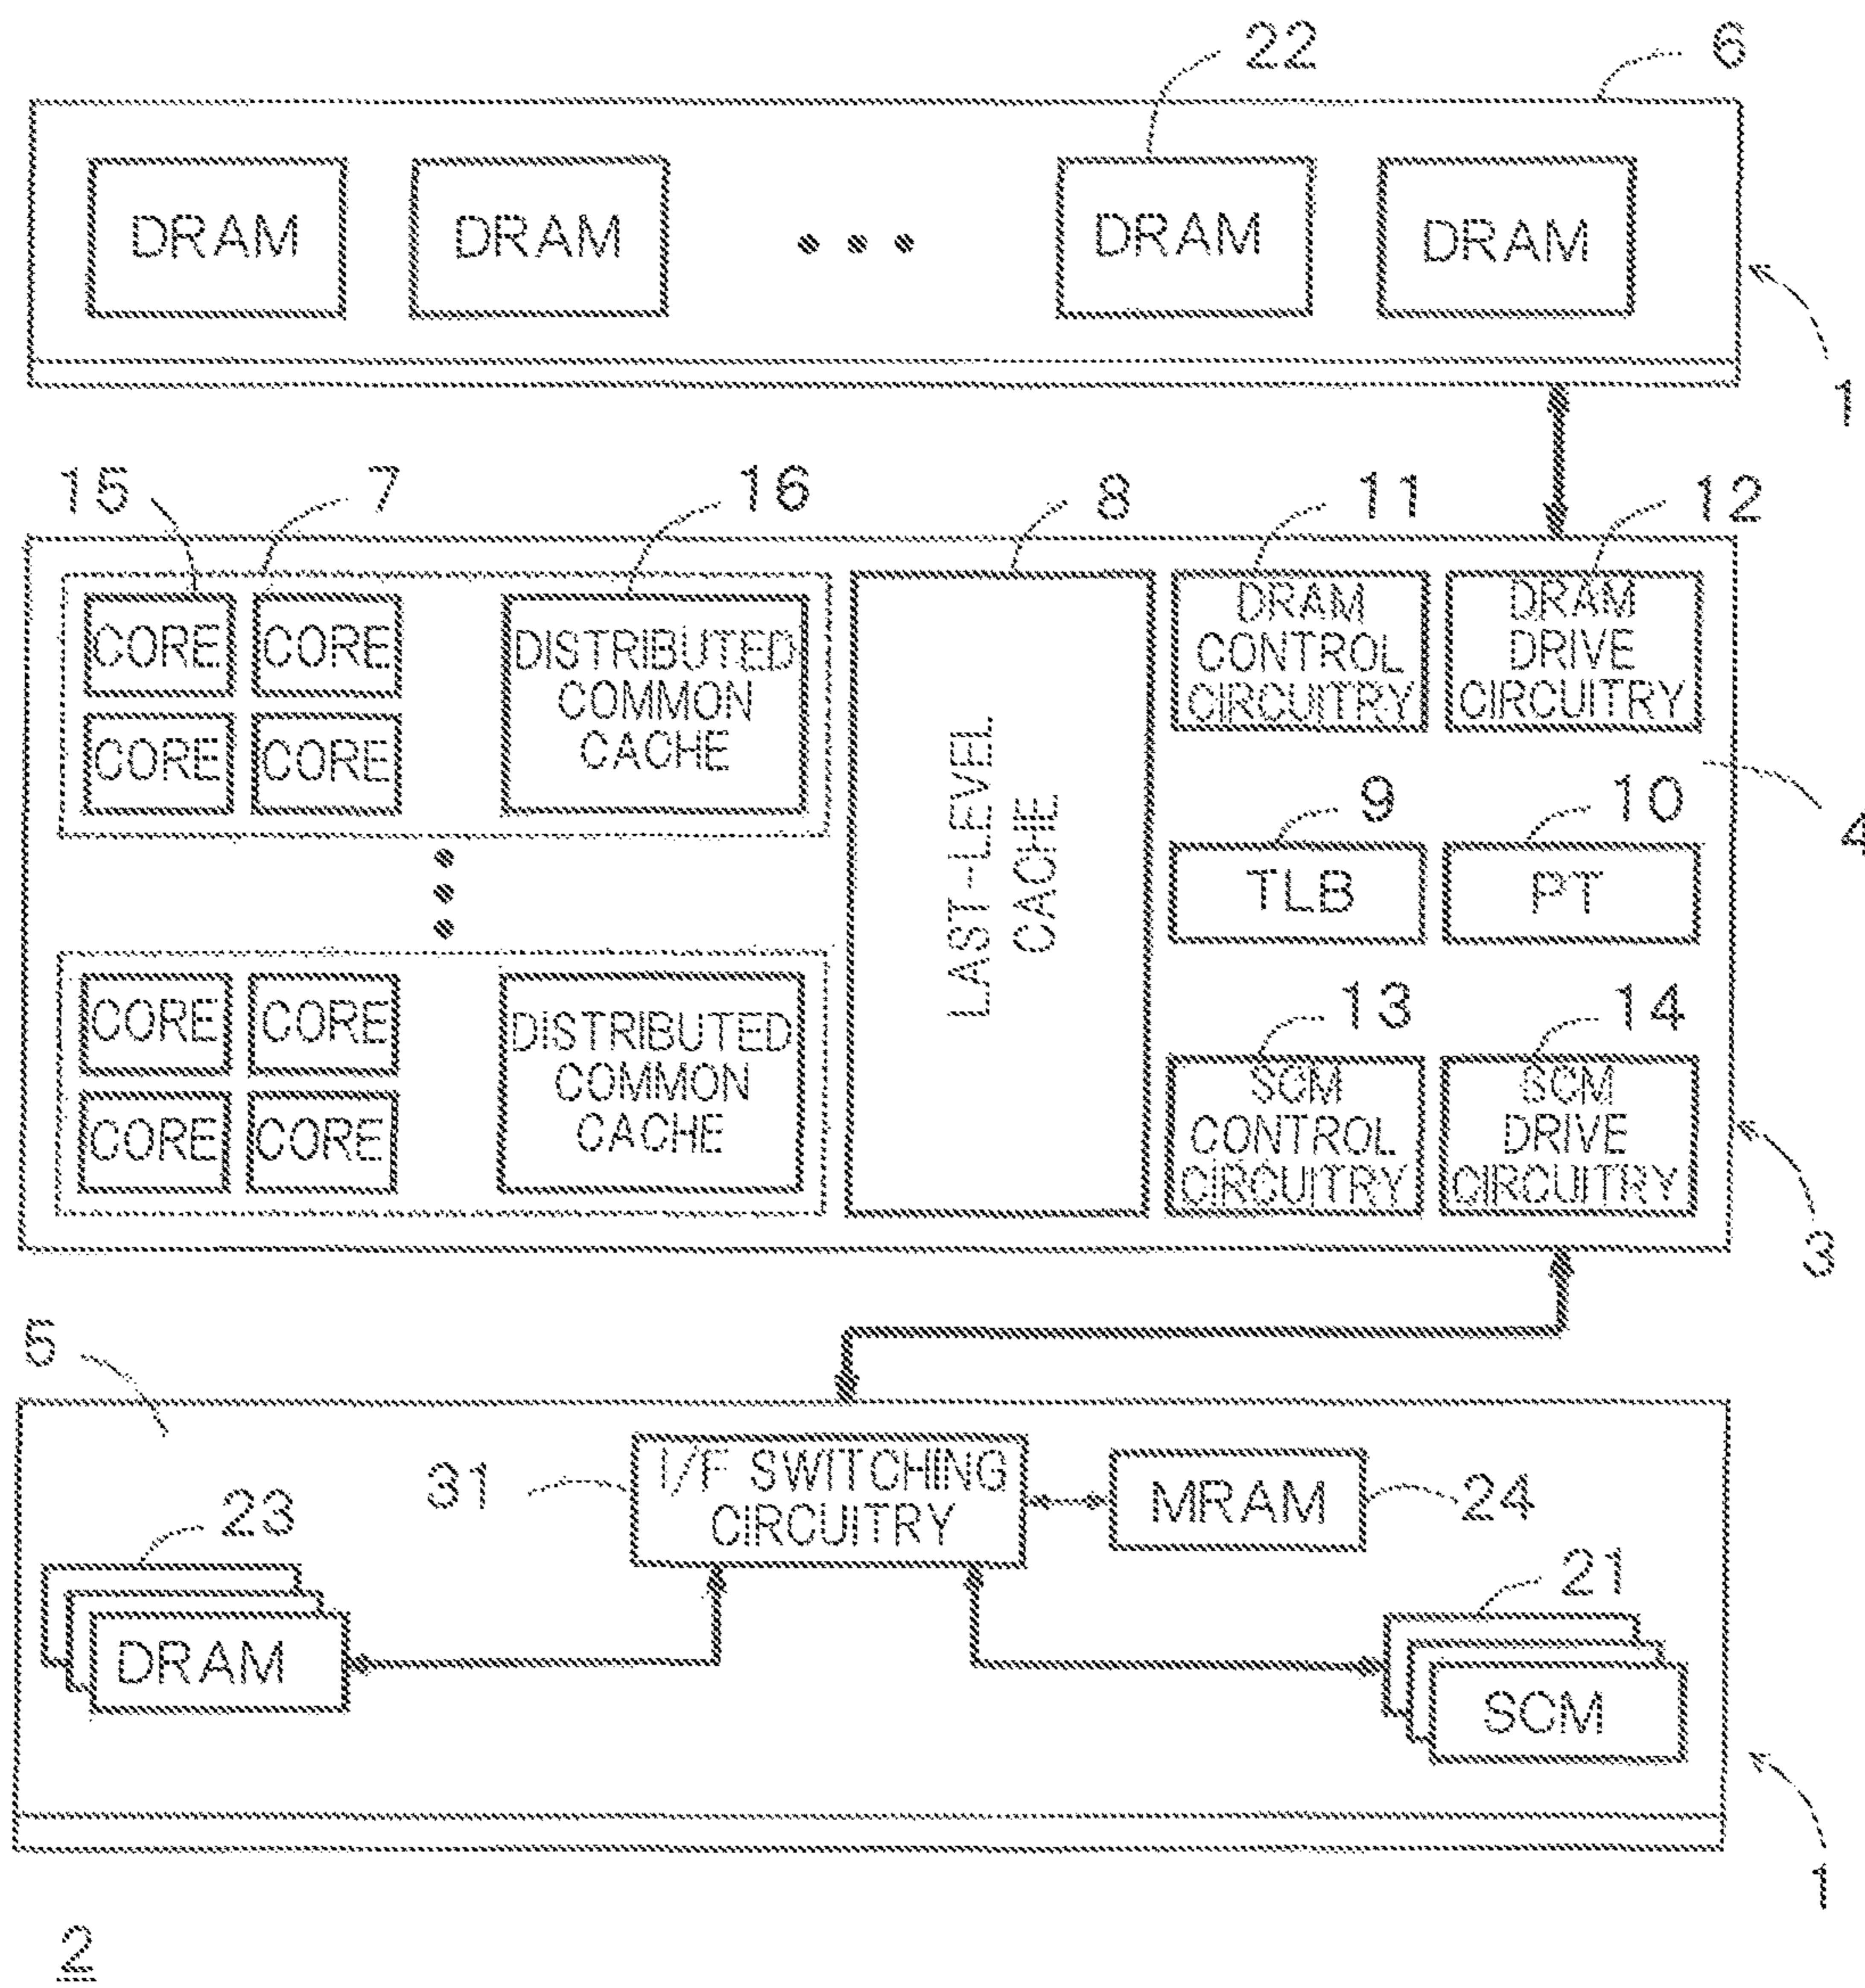 22
6
DRAM
DRAM
DRAM
DRAM
1
15
7
16
8
11
12
CORE
CORE
CORE
CORE
DISTRIBUTED
COMMON
CACHE
LAST-LEVEL
CACHE
DRAM
CONTROL
CIRCUITRY
DRAM
DRIVE
CIRCUITRY
4
9
10
TLB
PT
CORE
CORE
CORE
CORE
DISTRIBUTED
COMMON
CACHE
13
14
SCM
CONTROL
CIRCUITRY
SCM
DRIVE
CIRCUITRY
3
5
31
I/F SWITCHING
CIRCUITRY
MRAM
24
23
DRAM
21
SCM
1
2